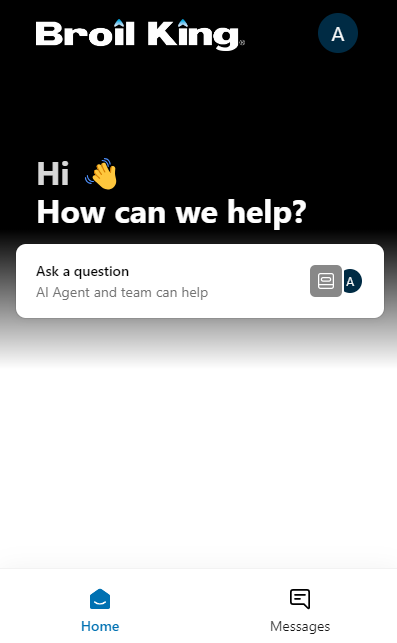 Broil King®
A
Hi 👋
How can we help?
Ask a question
AI Agent and team can help
A
Home
Messages